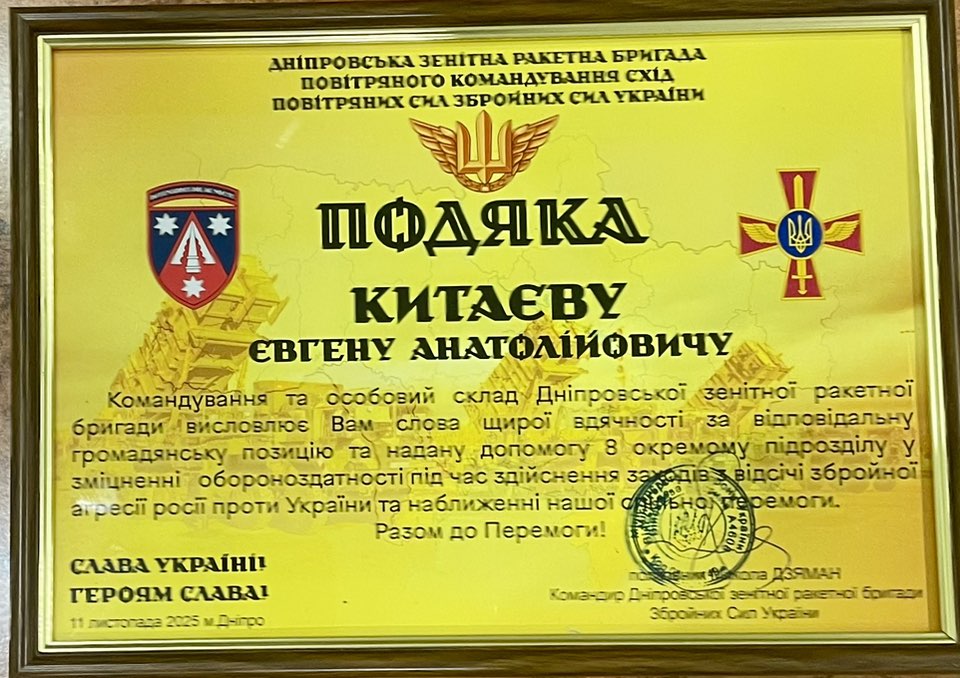 ДНІПРОВСЬКА ЗЕНІТНА РАКЕТНА БРИГАДА
ПОВІТРЯНОГО КОМАНДУВАННЯ СХІД
ПОВІТРЯНИХ СИЛ ЗБРОЙНИХ СИЛ УКРАЇНИ
ПОДЯКА
КИТАЄВУ
ЄВГЕНУ АНАТОЛІЙОВИЧУ
Командування та особовий склад Дніпровської зенітної ракетної
бригади висловлює Вам слова щирої вдячності за відповідальну
громадянську позицію та надану допомогу 8 окремому підрозділу у
зміцненні обороноздатності під час здійснення заходів з відсічі збройної
агресії росії проти України та наближенні нашої спільної Перемоги.
Разом до Перемоги!
СЛАВА УКРАЇНІ!
ГЕРОЯМ СЛАВА!
11 листопада 2025 м.Дніпро
ДЗЯМАН
Командир Дніпровської зенітної ракетної бригади
Збройних Сил України